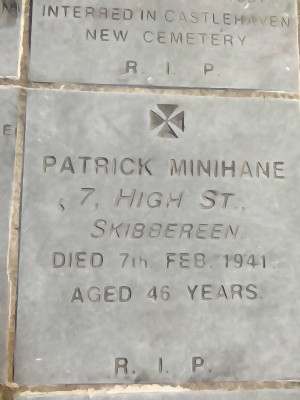 INTERRED IN CASTLEHAVEN
NEW CEMETERY
R. I. P.
PATRICK MINIHANE
7, HIGH ST.,
SKIBBEREEN.
DIED 7th. FEB. 1941.
AGED 46 YEARS.
R. I. P.